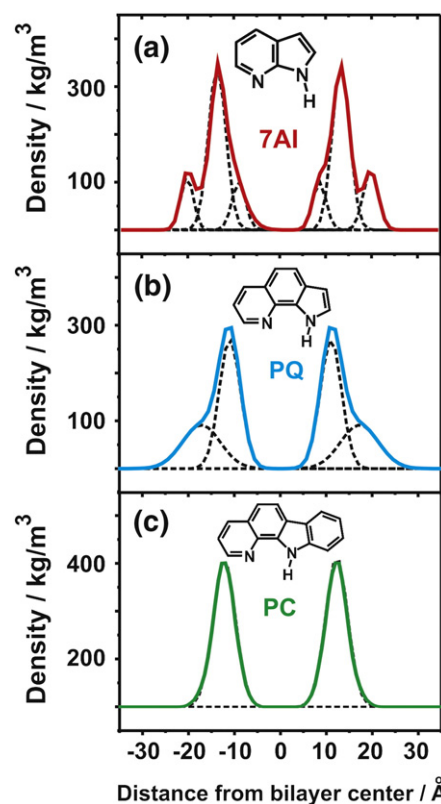 (a)
N
N
H
7AI
Density / kg/m3
300
100
(b)
N
N
H
PQ
Density / kg/m3
300
100
(c)
N
N
H
PC
Density / kg/m3
400
200
-30 -20 -10 0 10 20 30
Distance from bilayer center / Å